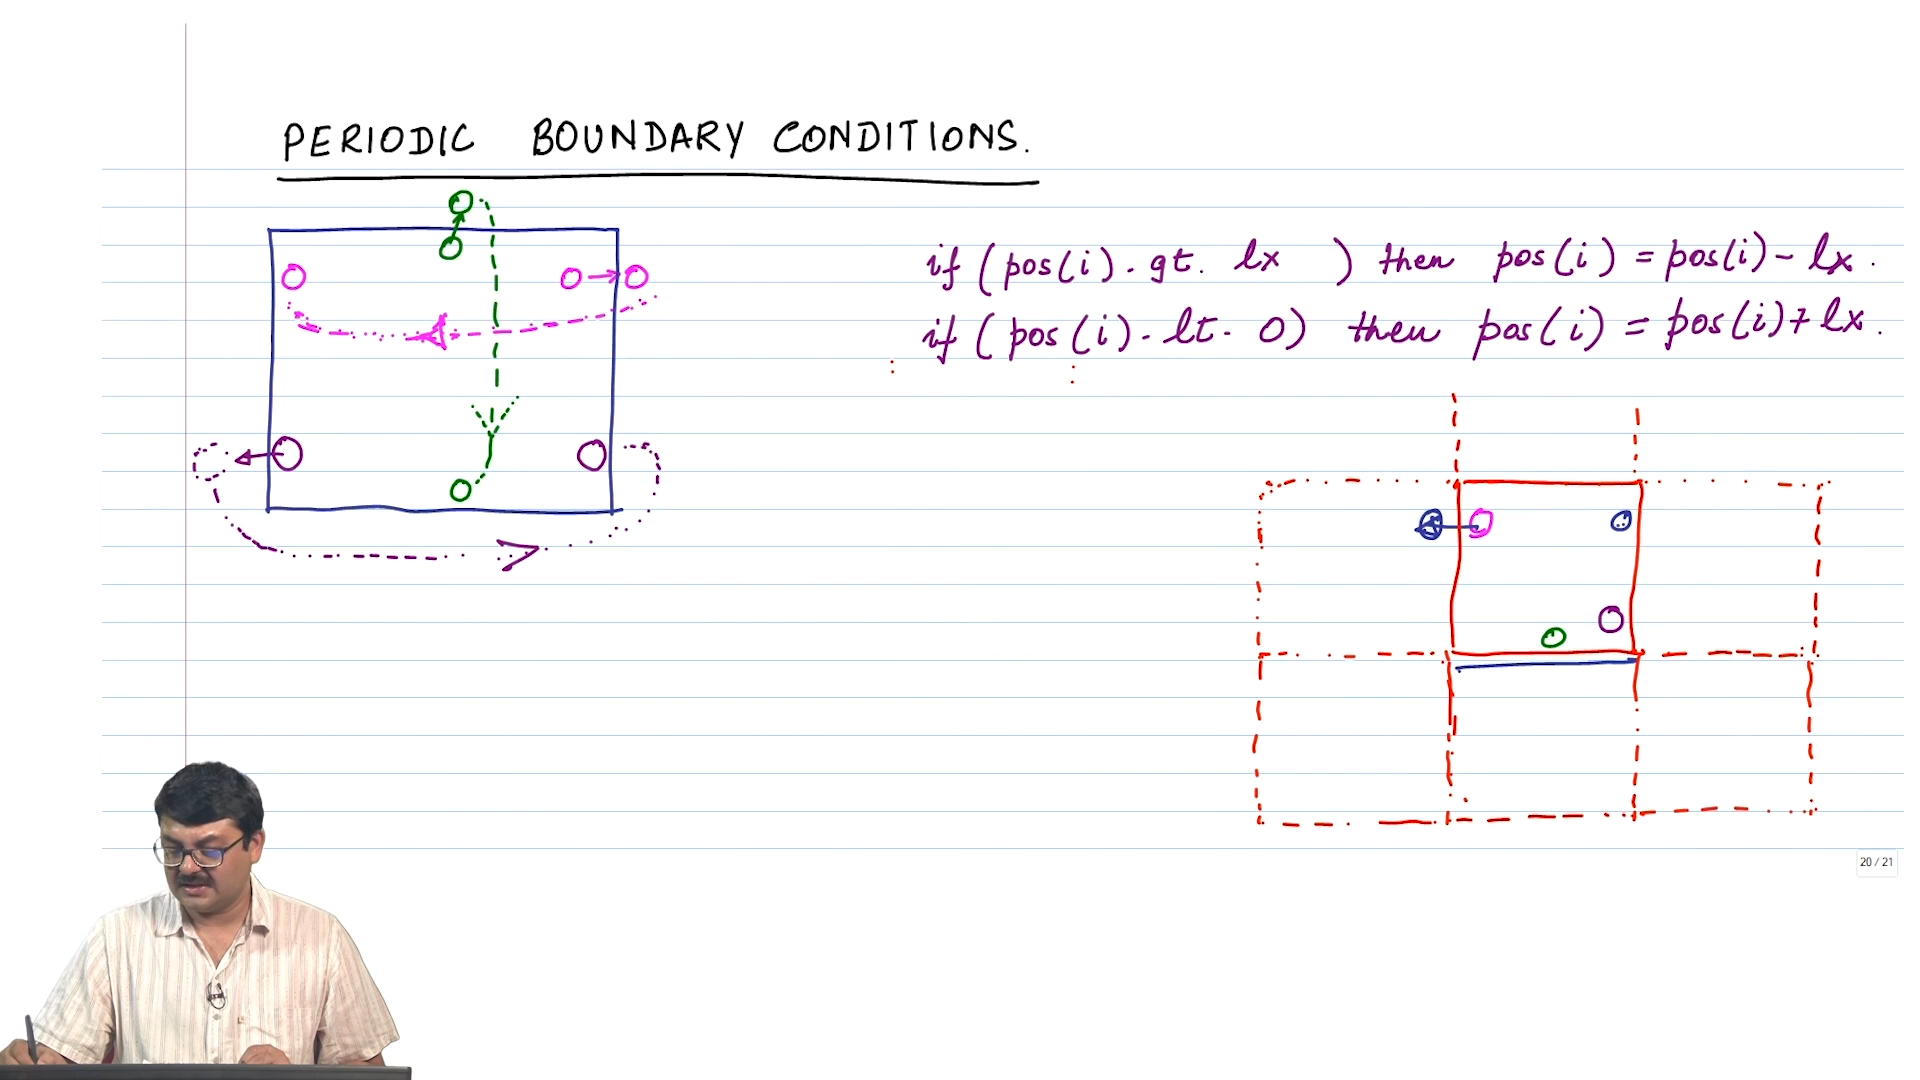 PERIODIC BOUNDARY CONDITIONS.
if (pos(i).gt. lx ) then pos(i) = pos(i) - lx.
if (pos(i).lt. 0) then pos(i) = pos(i) + lx.
20 / 21